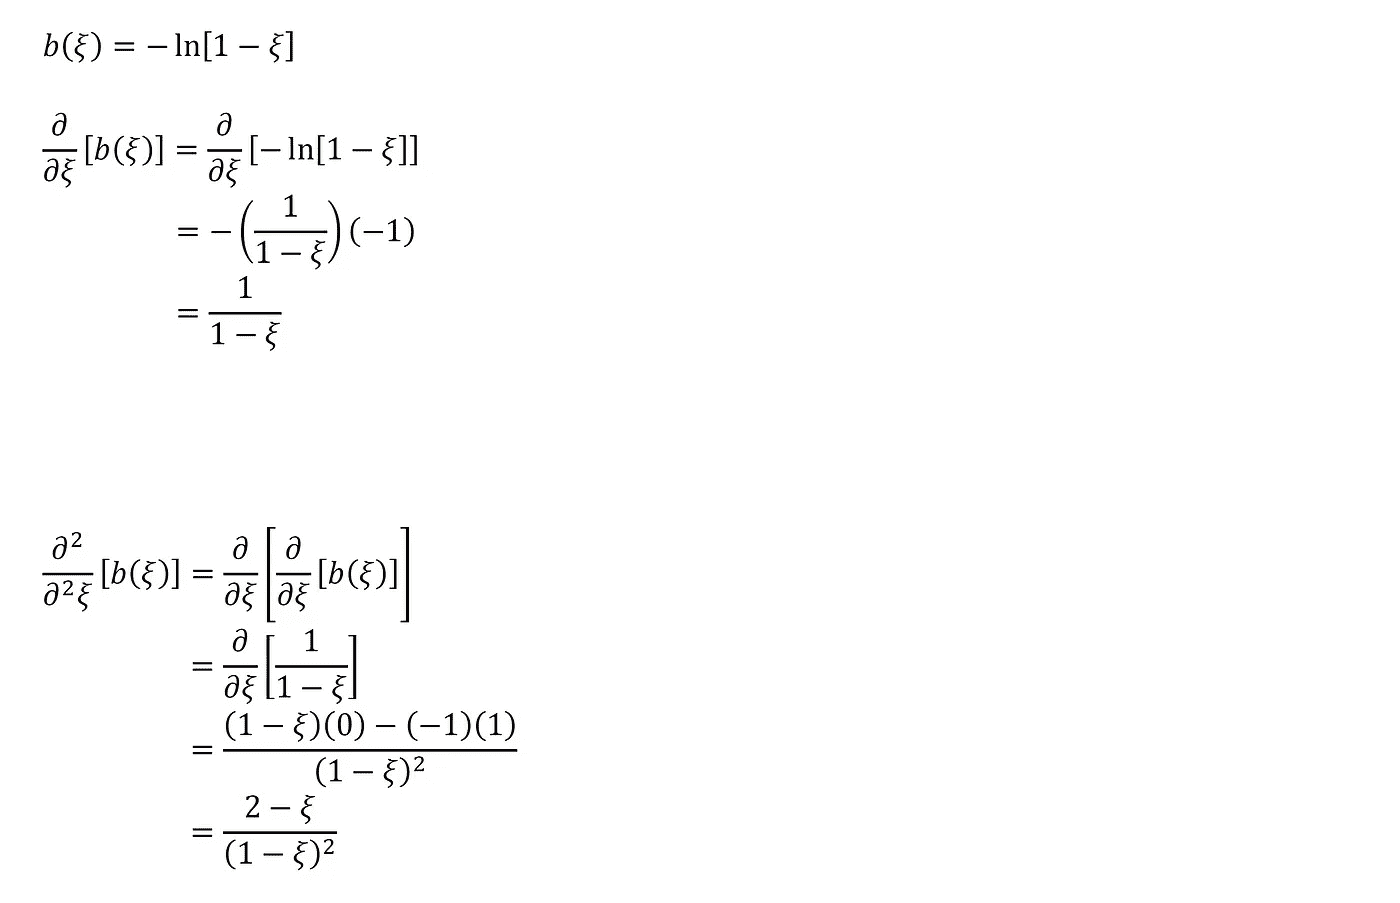 b(ξ) = − ln[1 − ξ]
∂/∂ξ [b(ξ)] = ∂/∂ξ [− ln[1 − ξ]]
= − (1/(1 − ξ)) (−1)
= 1/(1 − ξ)
∂²/∂²ξ [b(ξ)] = ∂/∂ξ [∂/∂ξ [b(ξ)]]
= ∂/∂ξ [1/(1 − ξ)]
= ((1 − ξ)(0) − (−1)(1))/(1 − ξ)²
= (2 − ξ)/(1 − ξ)²